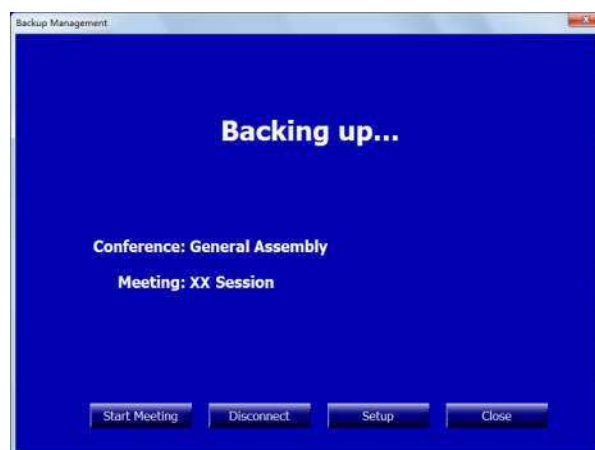 Backup Management
Backing up...
Conference: General Assembly
Meeting: XX Session
Start Meeting Disconnect Setup Close